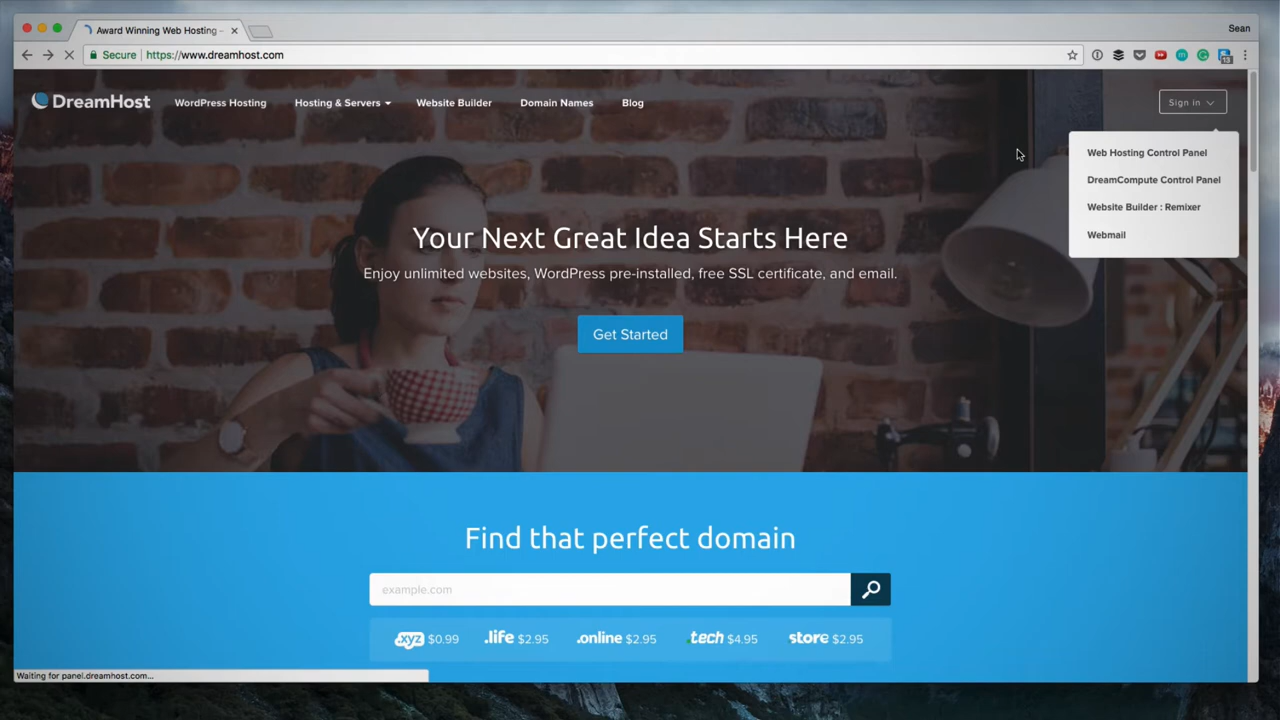 Award Winning Web Hosting -
Sean
Secure
https://www.dreamhost.com
13
DreamHost
WordPress Hosting
Hosting & Servers
Website Builder
Domain Names
Blog
Sign in
Web Hosting Control Panel
DreamCompute Control Panel
Website Builder : Remixer
Webmail
Your Next Great Idea Starts Here
Enjoy unlimited websites, WordPress pre-installed, free SSL certificate, and email.
Get Started
Find that perfect domain
example.com
.xyz $0.99
.life $2.95
.online $2.95
.tech $4.95
store $2.95
Waiting for panel.dreamhost.com...